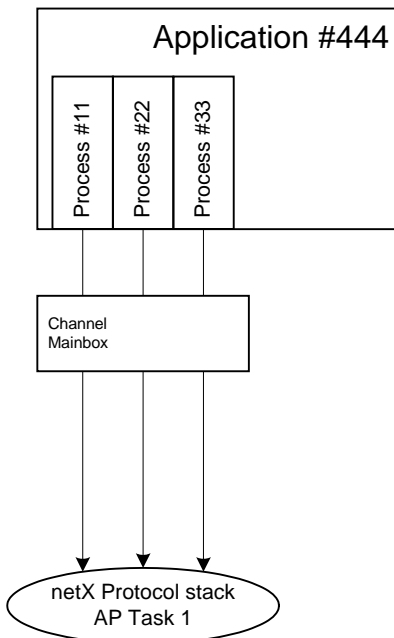 Application #444
Process #11
Process #22
Process #33
Channel
Mainbox
netX Protocol stack
AP Task 1